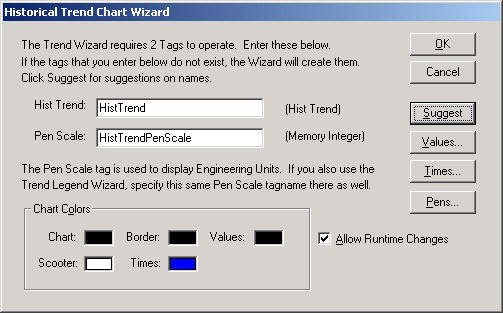 Historical Trend Chart Wizard
The Trend Wizard requires 2 Tags to operate.  Enter these below.
If the tags that you enter below do not exist, the Wizard will create them.
Click Suggest for suggestions on names.
OK
Cancel
Hist Trend: HistTrend (Hist Trend)
Suggest
Pen Scale: HistTrendPenScale (Memory Integer)
Values...
The Pen Scale tag is used to display Engineering Units.  If you also use the
Trend Legend Wizard, specify this same Pen Scale tagname there as well.
Times...
Pens...
Chart Colors
Chart: Border: Values:
Allow Runtime Changes
Scooter: Times: